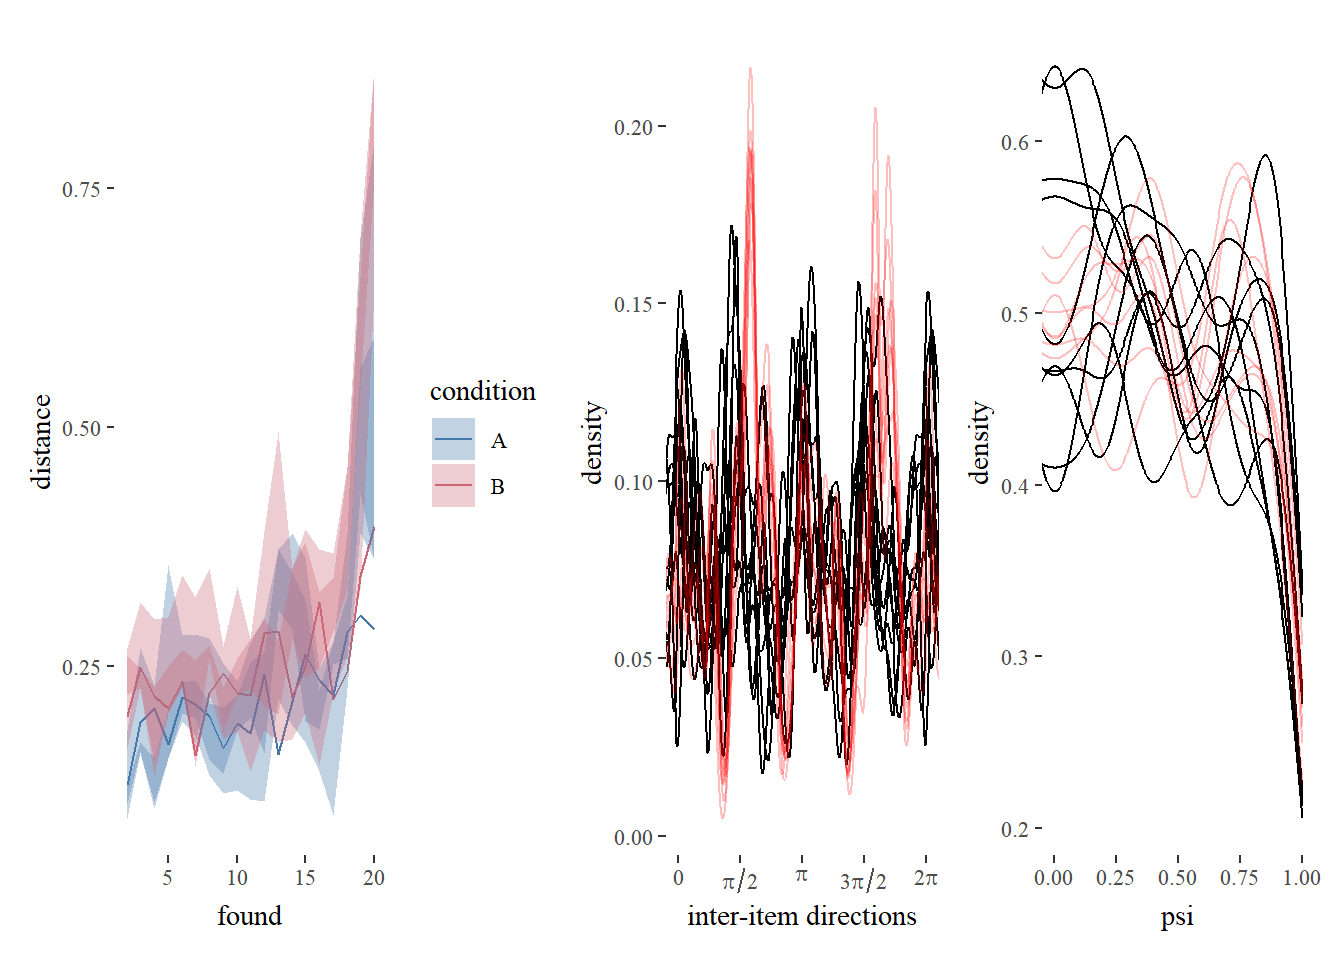 distance
0.75
0.50
0.25
5 10 15 20
found
condition
A
B
density
0.20
0.15
0.10
0.05
0.00
0 π/2 π 3π/2 2π
inter-item directions
density
0.6
0.5
0.4
0.3
0.2
0.00 0.25 0.50 0.75 1.00
psi